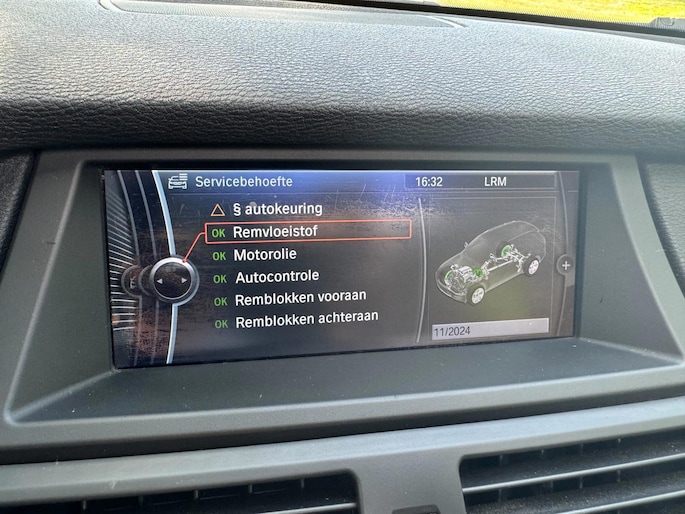 Servicebehoefte
16:32 LRM
§ autokeuring
OK Remvloeistof
OK Motorolie
OK Autocontrole
OK Remblokken vooraan
OK Remblokken achteraan
+
11/2024